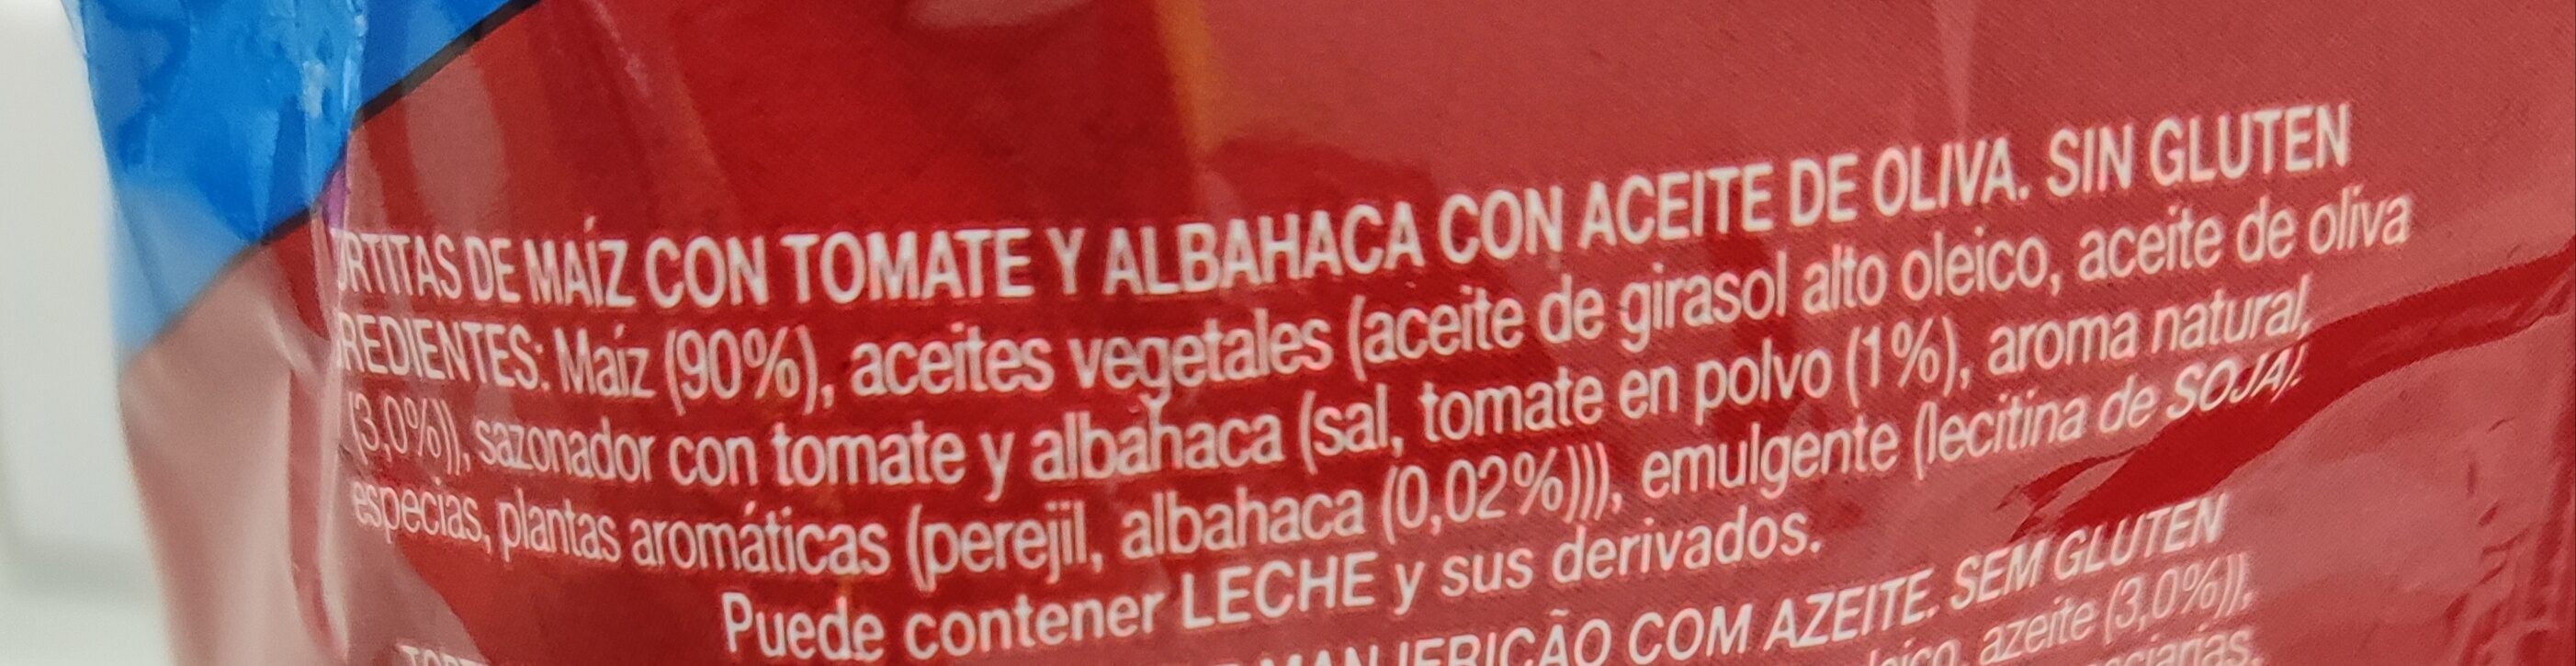 ORTITAS DE MAÍZ CON TOMATE Y ALBAHACA CON ACEITE DE OLIVA. SIN GLUTEN
REDIENTES: Maíz (90%), aceites vegetales (aceite de girasol alto oleico, aceite de oliva
(3,0%)), sazonador con tomate y albahaca (sal, tomate en polvo (1%), aroma natural,
especias, plantas aromáticas (perejil, albahaca (0,02%))), emulgente (lecitina de SOJA).
Puede contener LECHE y sus derivados.
MANJERICÃO COM AZEITE. SEM GLUTEN
azeite (3,0%)),